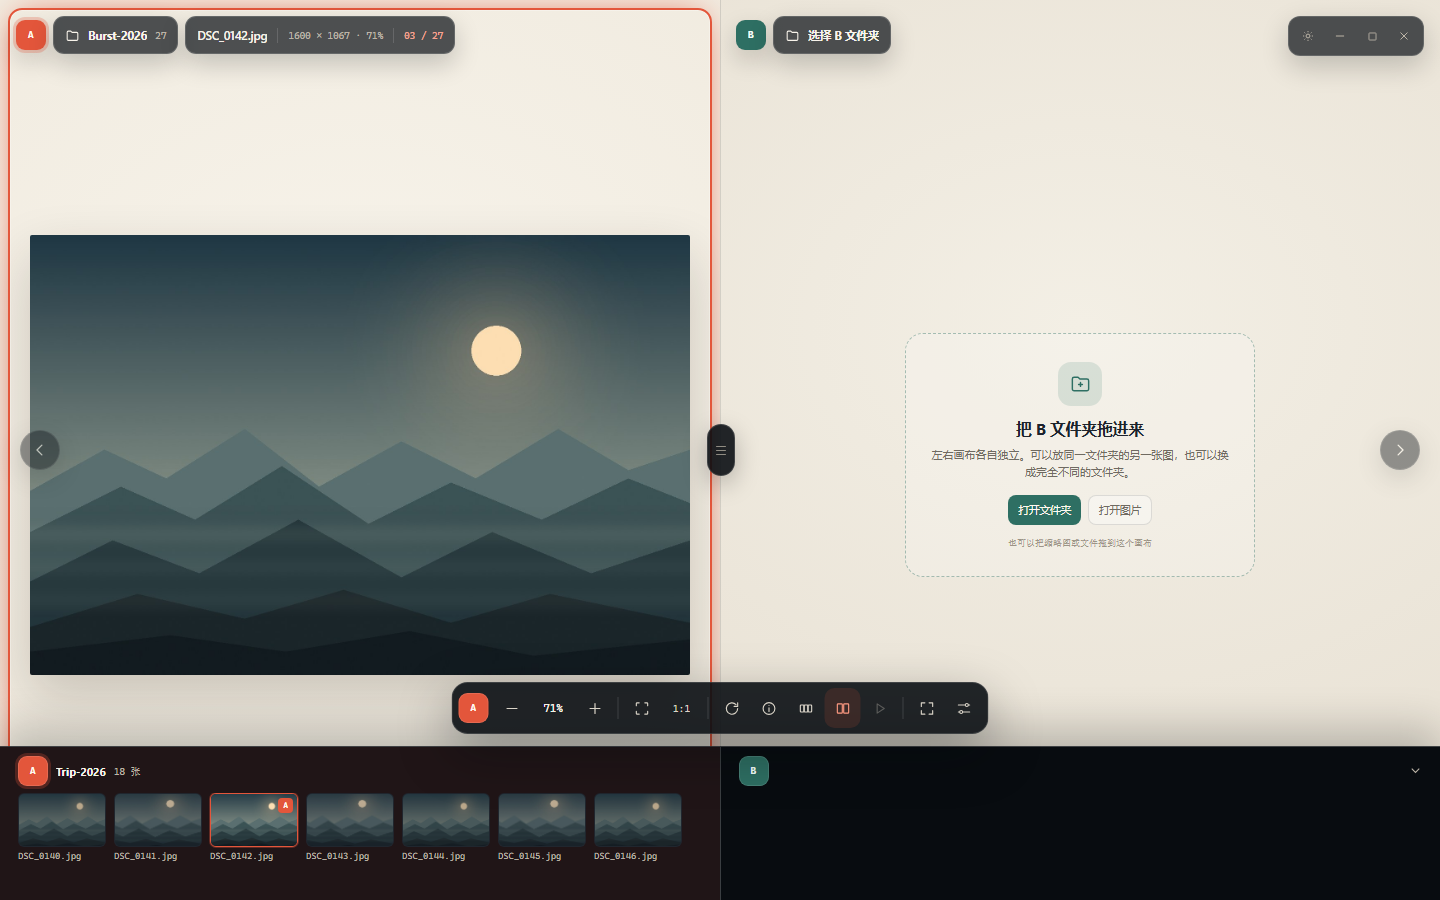 A
Burst-2026 27
DSC_0142.jpg 1600 × 1067 · 71% 03 / 27
B
选择 B 文件夹
把 B 文件夹拖进来
左右画布各自独立。可以放同一文件夹的另一张图，也可以换
成完全不同的文件夹。
打开文件夹 打开图片
也可以把缩略图或文件拖到这个画布
A 71% 1:1
A Trip-2026 18 张
A
DSC_0140.jpg DSC_0141.jpg DSC_0142.jpg DSC_0143.jpg DSC_0144.jpg DSC_0145.jpg DSC_0146.jpg
B